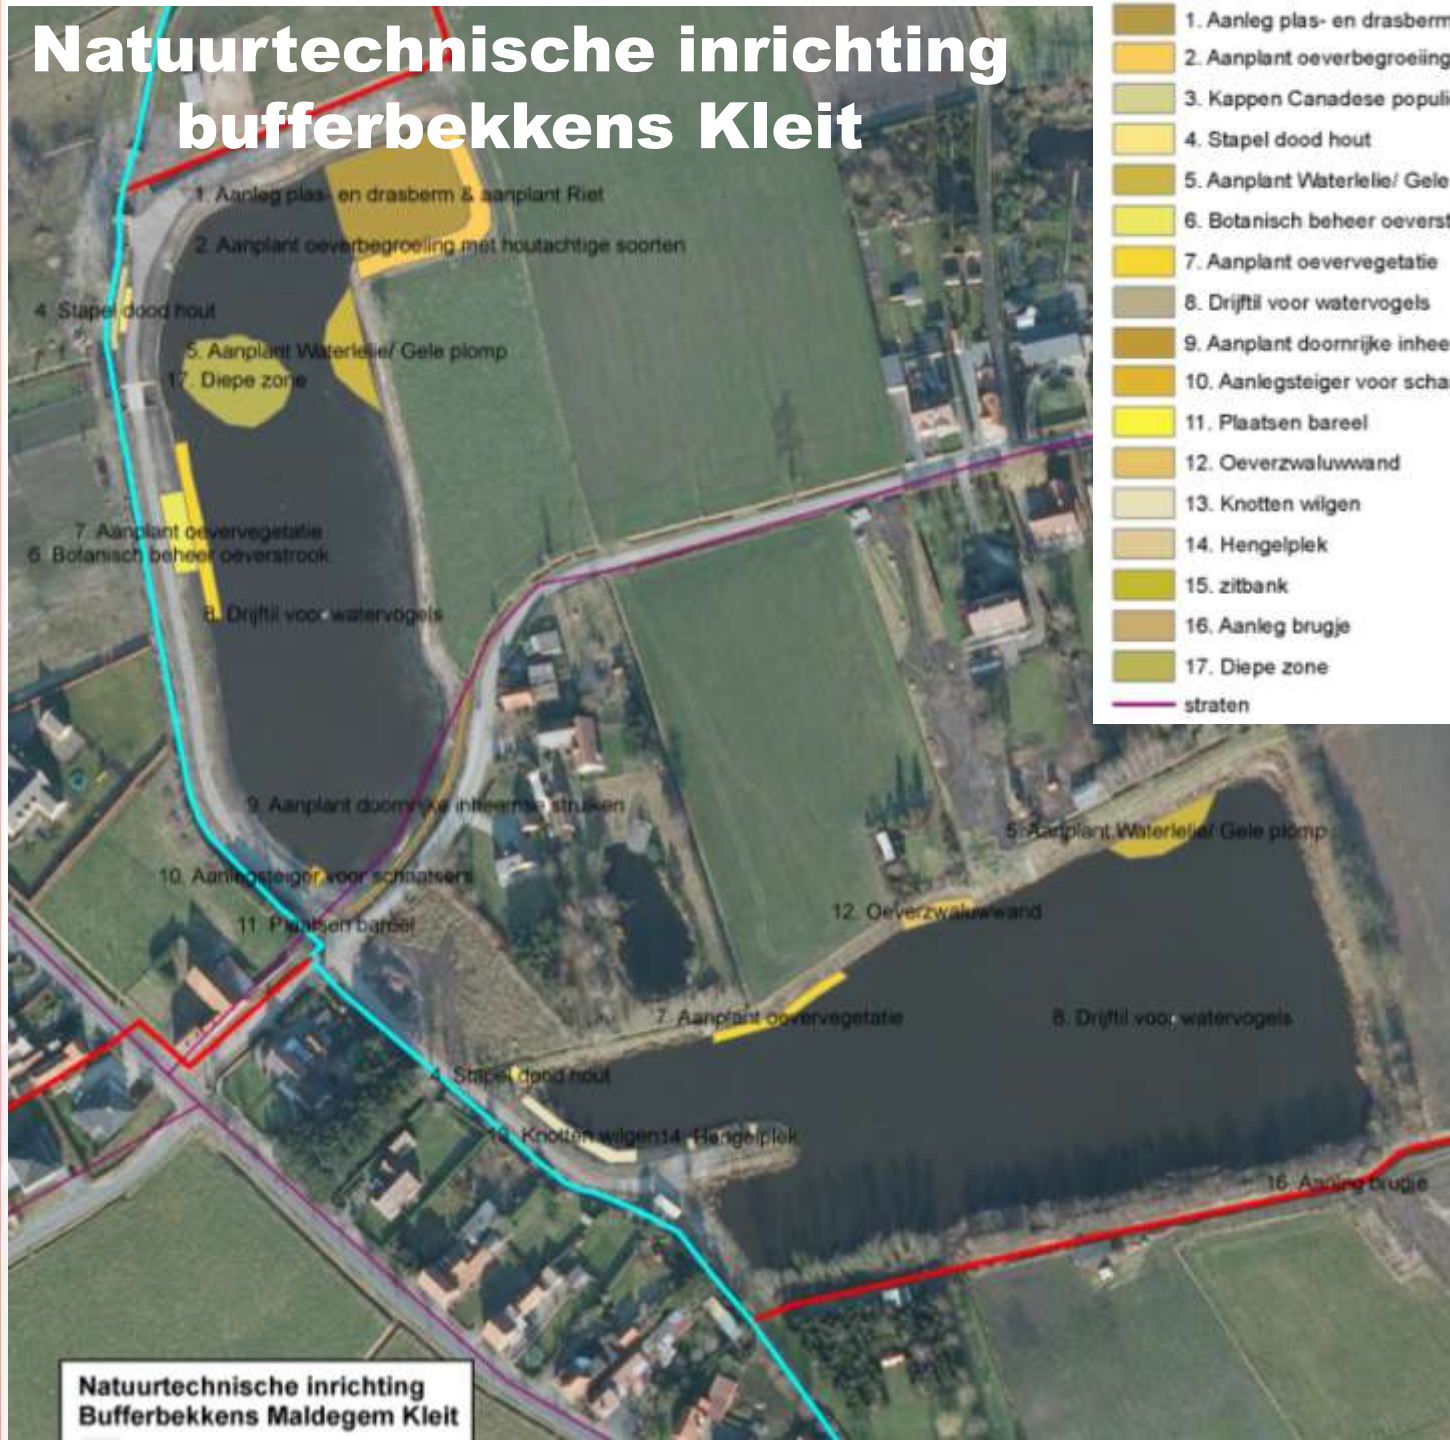 Natuurtechnische inrichting
bufferbekkens Kleit
1. Aanleg plas- en drasberm
2. Aanplant oeverbegroeiing
3. Kappen Canadese populi
4. Stapel dood hout
5. Aanplant Waterlelie/ Gele
6. Botanisch beheer oeverst
7. Aanplant oevervegetatie
8. Drijftil voor watervogels
9. Aanplant doornrijke inhee
10. Aanlegsteiger voor scha
11. Plaatsen bareel
12. Oeverzwaluwwand
13. Knotten wilgen
14. Hengelplek
15. zitbank
16. Aanleg brugje
17. Diepe zone
straten
1. Aanleg plas- en drasberm & aanplant Riet
2. Aanplant oeverbegroeiing met houtachtige soorten
4. Stapel dood hout
5. Aanplant Waterlelie/ Gele plomp
17. Diepe zone
7. Aanplant oevervegetatie
6. Botanisch beheer oeverstrook
8. Drijftil voor watervogels
9. Aanplant doornrijke inheemse struiken
10. Aanlegsteiger voor schaatsers
11. Plaatsen bareel
5. Aanplant Waterlelie/ Gele plomp
12. Oeverzwaluwwand
7. Aanplant oevervegetatie
8. Drijftil voor watervogels
4. Stapel dood hout
13. Knotten wilgen14. Hengelplek
16. Aanleg brugje
Natuurtechnische inrichting
Bufferbekkens Maldegem Kleit